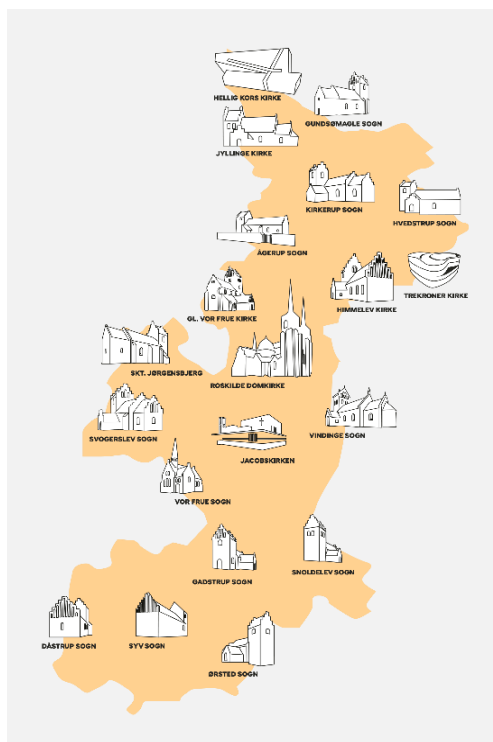 HELLIG KORS KIRKE
GUNDSØMAGLE SOGN
JYLLINGE KIRKE
KIRKERUP SOGN
HVEDSTRUP SOGN
ÅGERUP SOGN
TREKRONER KIRKE
HIMMELEV KIRKE
GL. VOR FRUE KIRKE
SKT. JØRGENSBJERG
ROSKILDE DOMKIRKE
SVOGERSLEV SOGN
VINDINGE SOGN
JACOBSKIRKEN
VOR FRUE SOGN
SNOLDELEV SOGN
GADSTRUP SOGN
DÅSTRUP SOGN
SYV SOGN
ØRSTED SOGN